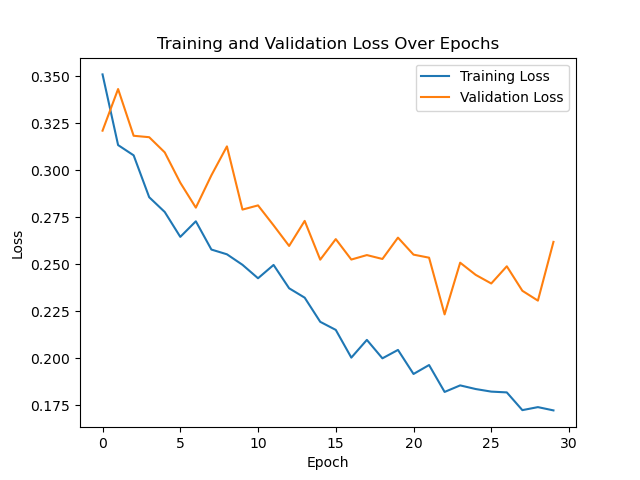 Training and Validation Loss Over Epochs
Training Loss
Validation Loss
Loss
0.350
0.325
0.300
0.275
0.250
0.225
0.200
0.175
0 5 10 15 20 25 30
Epoch